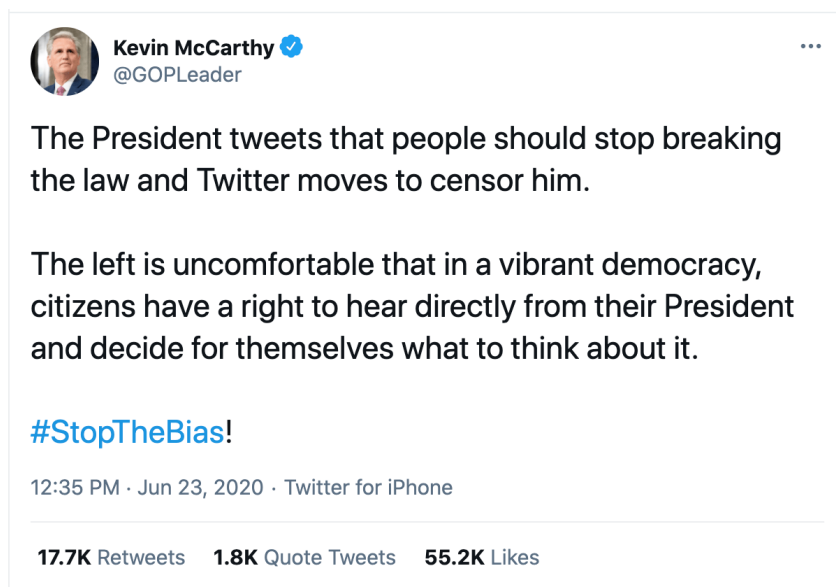 Kevin McCarthy
@GOPLeader
The President tweets that people should stop breaking
the law and Twitter moves to censor him.
The left is uncomfortable that in a vibrant democracy,
citizens have a right to hear directly from their President
and decide for themselves what to think about it.
#StopTheBias!
12:35 PM · Jun 23, 2020 · Twitter for iPhone
17.7K Retweets 1.8K Quote Tweets 55.2K Likes